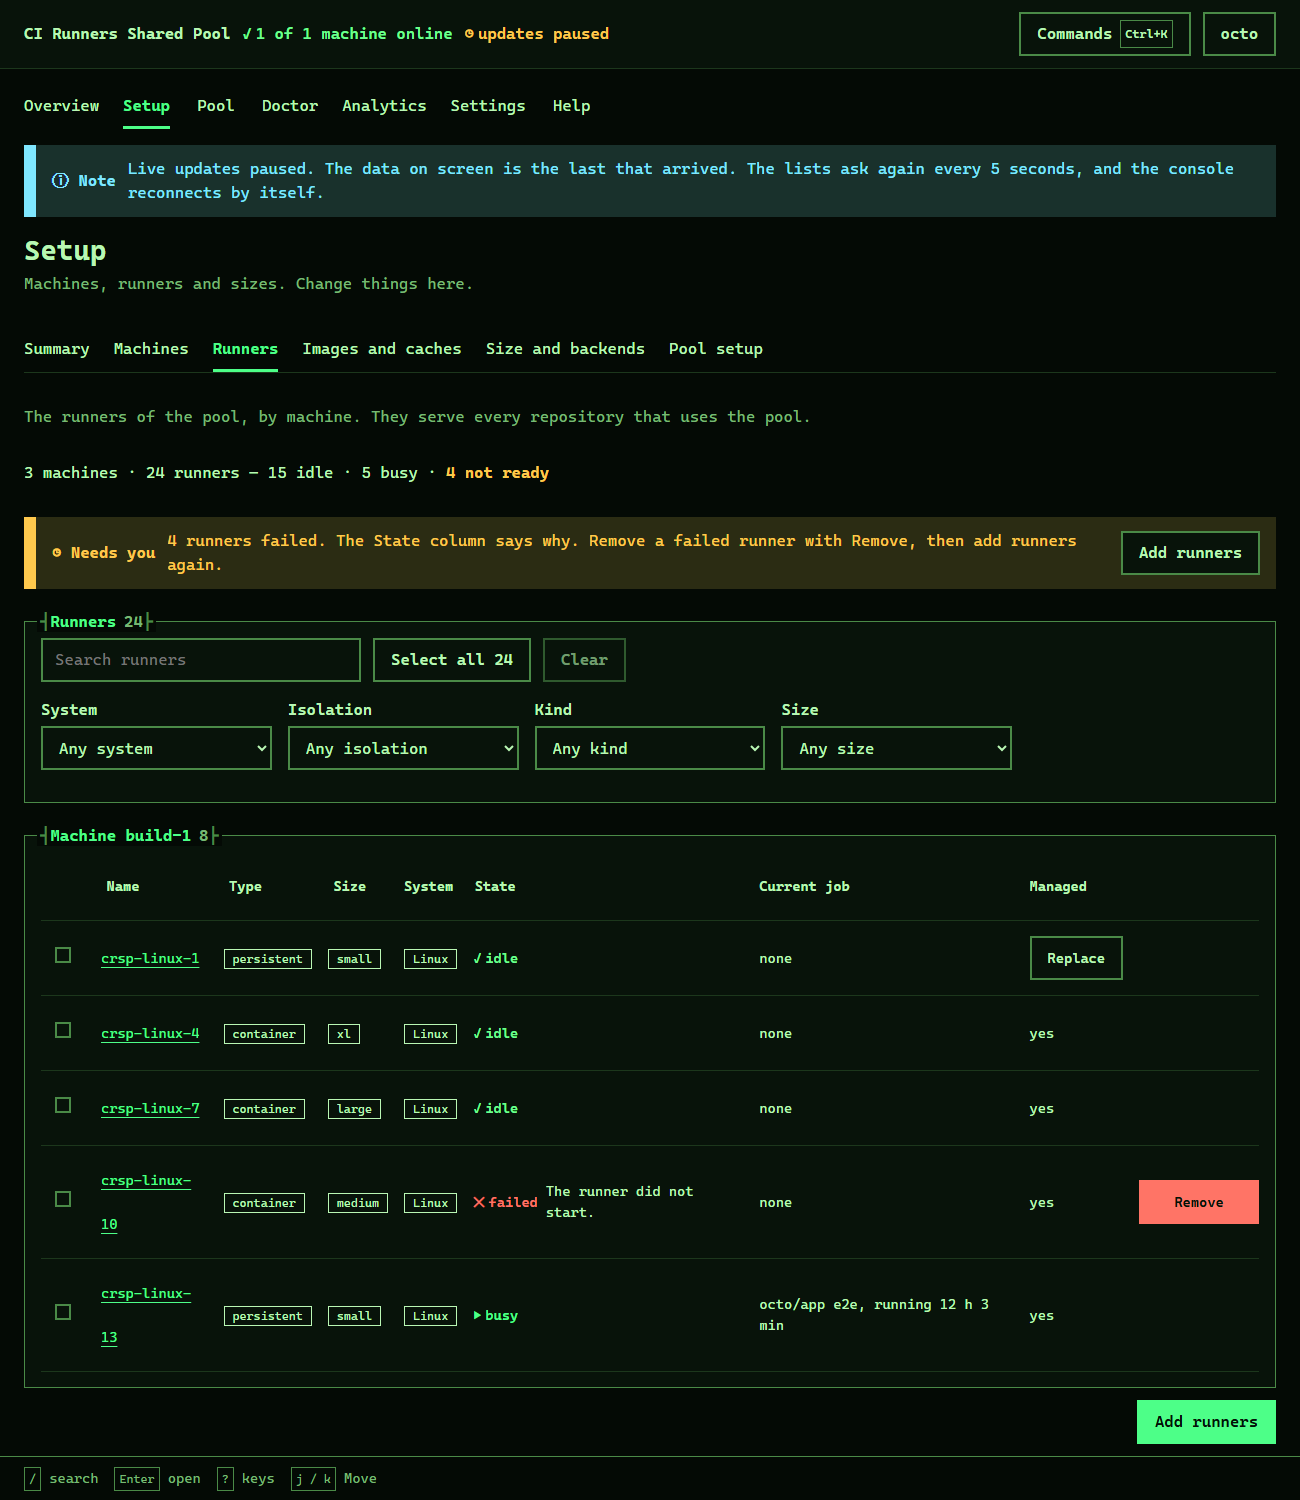 CI Runners Shared Pool ✓ 1 of 1 machine online updates paused
Commands Ctrl+K octo
Overview Setup Pool Doctor Analytics Settings Help
Note
Live updates paused. The data on screen is the last that arrived. The lists ask again every 5 seconds, and the console
reconnects by itself.
Setup
Machines, runners and sizes. Change things here.
Summary Machines Runners Images and caches Size and backends Pool setup
The runners of the pool, by machine. They serve every repository that uses the pool.
3 machines · 24 runners — 15 idle · 5 busy · 4 not ready
Needs you
4 runners failed. The State column says why. Remove a failed runner with Remove, then add runners
again.
Add runners
Runners 24
Search runners Select all 24 Clear
System Isolation Kind Size
Any system Any isolation Any kind Any size
Machine build-1 8
Name Type Size System State Current job Managed
crsp-linux-1 persistent small Linux ✓ idle none Replace
crsp-linux-4 container xl Linux ✓ idle none yes
crsp-linux-7 container large Linux ✓ idle none yes
crsp-linux-
10
container medium Linux ✕ failed
The runner did not
start.
none yes Remove
crsp-linux-
13
persistent small Linux ▶ busy
octo/app e2e, running 12 h 3
min
yes
Add runners
/ search Enter open ? keys j / k Move